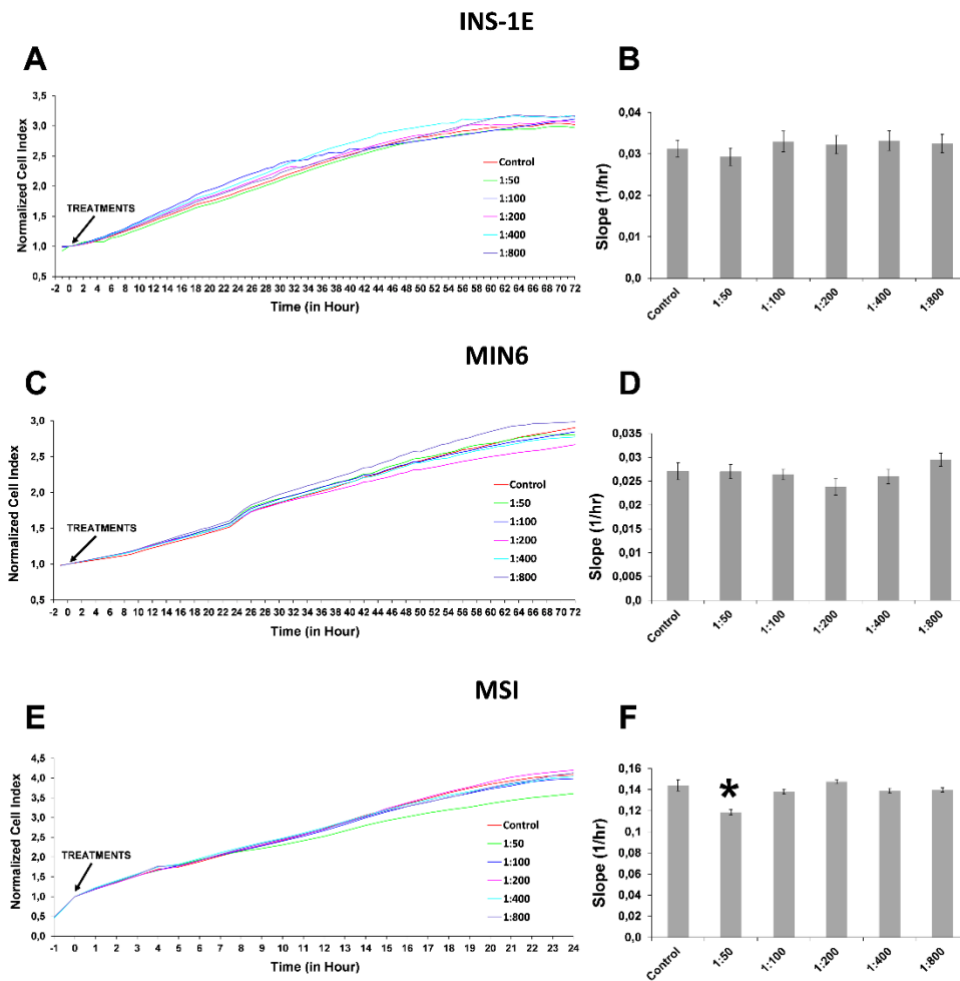 INS-1E
A
Normalized Cell Index
3,5
3,0
2,5
2,0
1,5
1,0
0,5
TREATMENTS
Control
1:50
1:100
1:200
1:400
1:800
-2 0 2 4 6 8 10 12 14 16 18 20 22 24 26 28 30 32 34 36 38 40 42 44 46 48 50 52 54 56 58 60 62 64 66 68 70 72
Time (in Hour)
B
Slope (1/hr)
0,04
0,03
0,02
0,01
0,0
Control 1:50 1:100 1:200 1:400 1:800
MIN6
C
Normalized Cell Index
3,0
2,5
2,0
1,5
1,0
0,5
TREATMENTS
Control
1:50
1:100
1:200
1:400
1:800
-2 0 2 4 6 8 10 12 14 16 18 20 22 24 26 28 30 32 34 36 38 40 42 44 46 48 50 52 54 56 58 60 62 64 66 68 70 72
Time (in Hour)
D
Slope (1/hr)
0,035
0,03
0,025
0,02
0,015
0,01
0,005
0,0
Control 1:50 1:100 1:200 1:400 1:800
MSI
E
Normalized Cell Index
4,5
4,0
3,5
3,0
2,5
2,0
1,5
1,0
0,5
0,0
TREATMENTS
Control
1:50
1:100
1:200
1:400
1:800
-1 0 1 2 3 4 5 6 7 8 9 10 11 12 13 14 15 16 17 18 19 20 21 22 23 24
Time (in Hour)
F
Slope (1/hr)
0,16
0,14
0,12
0,1
0,08
0,06
0,04
0,02
0,0
*
Control 1:50 1:100 1:200 1:400 1:800